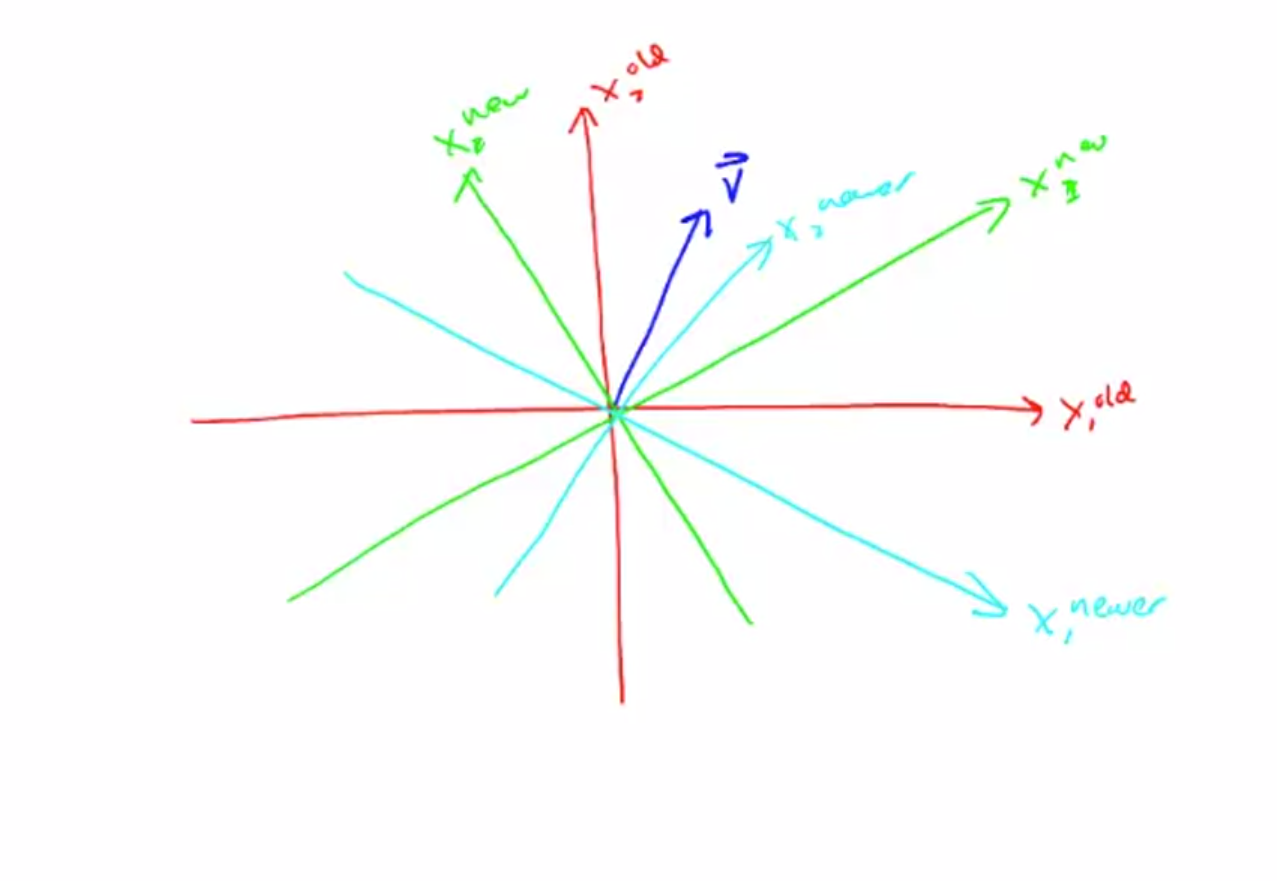 x₂ old
x₂ new
v⃗
x₁ new
x₂ newer
x₁ old
x₁ newer